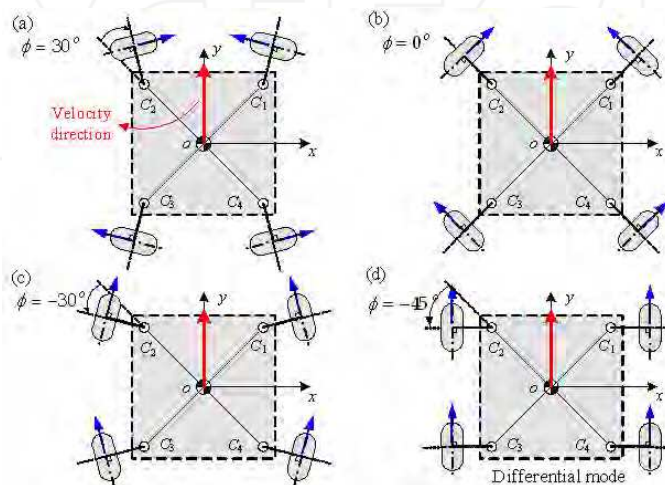 (a)
ϕ = 30°
y
C₂
C₁
Velocity
direction
o
x
C₃
C₄
(b)
ϕ = 0°
y
C₂
C₁
o
x
C₃
C₄
(c)
ϕ = −30°
y
C₂
C₁
o
x
C₃
C₄
(d)
ϕ = −45°
y
C₂
C₁
o
x
C₃
C₄
Differential mode